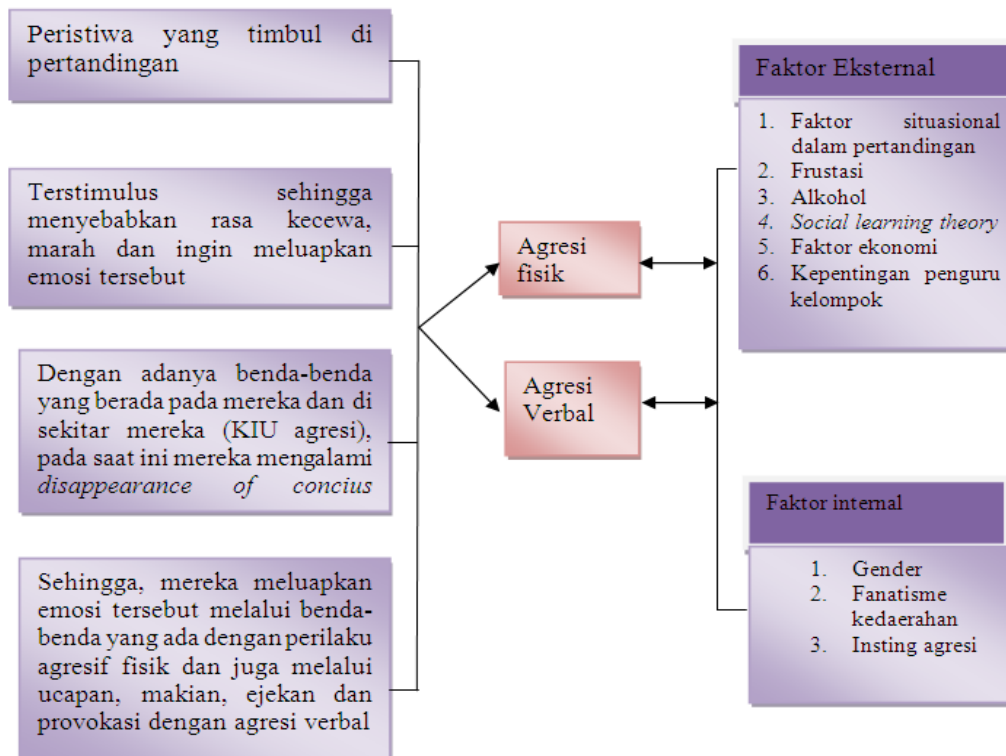 Peristiwa yang timbul di
pertandingan
Terstimulus sehingga
menyebabkan rasa kecewa,
marah dan ingin meluapkan
emosi tersebut
Dengan adanya benda-benda
yang berada pada mereka dan di
sekitar mereka (KIU agresi),
pada saat ini mereka mengalami
disappearance of concius
Sehingga, mereka meluapkan
emosi tersebut melalui benda-
benda yang ada dengan perilaku
agresif fisik dan juga melalui
ucapan, makian, ejekan dan
provokasi dengan agresi verbal
Agresi
fisik
Agresi
Verbal
Faktor Eksternal
1. Faktor situasional
dalam pertandingan
2. Frustasi
3. Alkohol
4. Social learning theory
5. Faktor ekonomi
6. Kepentingan penguru
kelompok
Faktor internal
1. Gender
2. Fanatisme
kedaerahan
3. Insting agresi